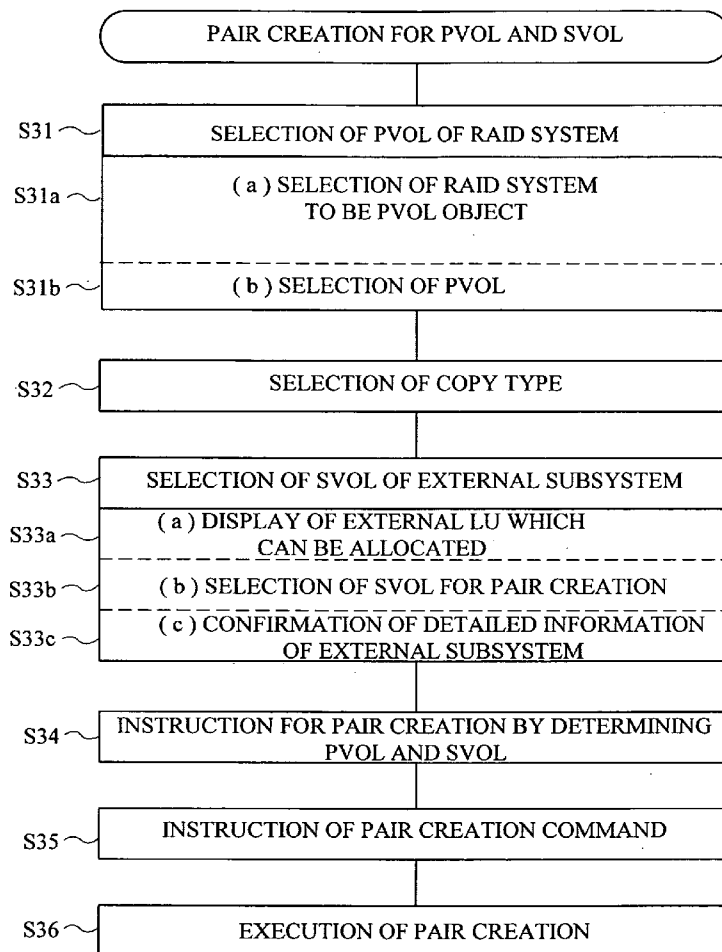 PAIR CREATION FOR PVOL AND SVOL
S31
SELECTION OF PVOL OF RAID SYSTEM
S31a
( a ) SELECTION OF RAID SYSTEM
TO BE PVOL OBJECT
S31b
( b ) SELECTION OF PVOL
S32
SELECTION OF COPY TYPE
S33
SELECTION OF SVOL OF EXTERNAL SUBSYSTEM
S33a
( a ) DISPLAY OF EXTERNAL LU WHICH
CAN BE ALLOCATED
S33b
( b ) SELECTION OF SVOL FOR PAIR CREATION
S33c
( c ) CONFIRMATION OF DETAILED INFORMATION
OF EXTERNAL SUBSYSTEM
S34
INSTRUCTION FOR PAIR CREATION BY DETERMINING
PVOL AND SVOL
S35
INSTRUCTION OF PAIR CREATION COMMAND
S36
EXECUTION OF PAIR CREATION